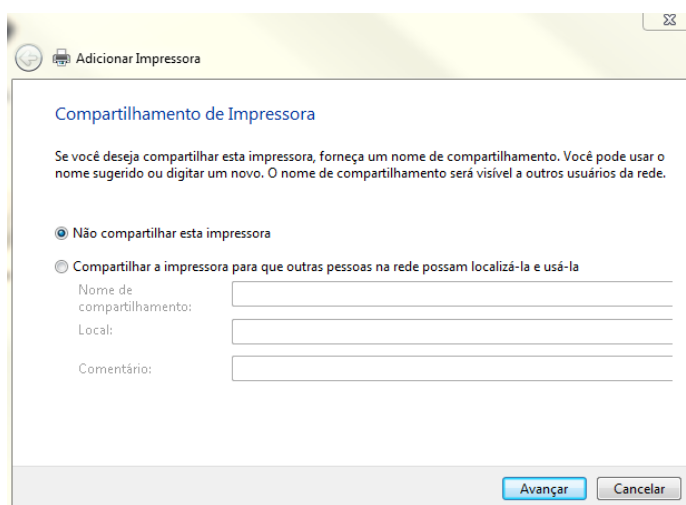 Adicionar Impressora
Compartilhamento de Impressora
Se você deseja compartilhar esta impressora, forneça um nome de compartilhamento. Você pode usar o
nome sugerido ou digitar um novo. O nome de compartilhamento será visível a outros usuários da rede.
Não compartilhar esta impressora
Compartilhar a impressora para que outras pessoas na rede possam localizá-la e usá-la
Nome de
compartilhamento:
Local:
Comentário:
Avançar Cancelar